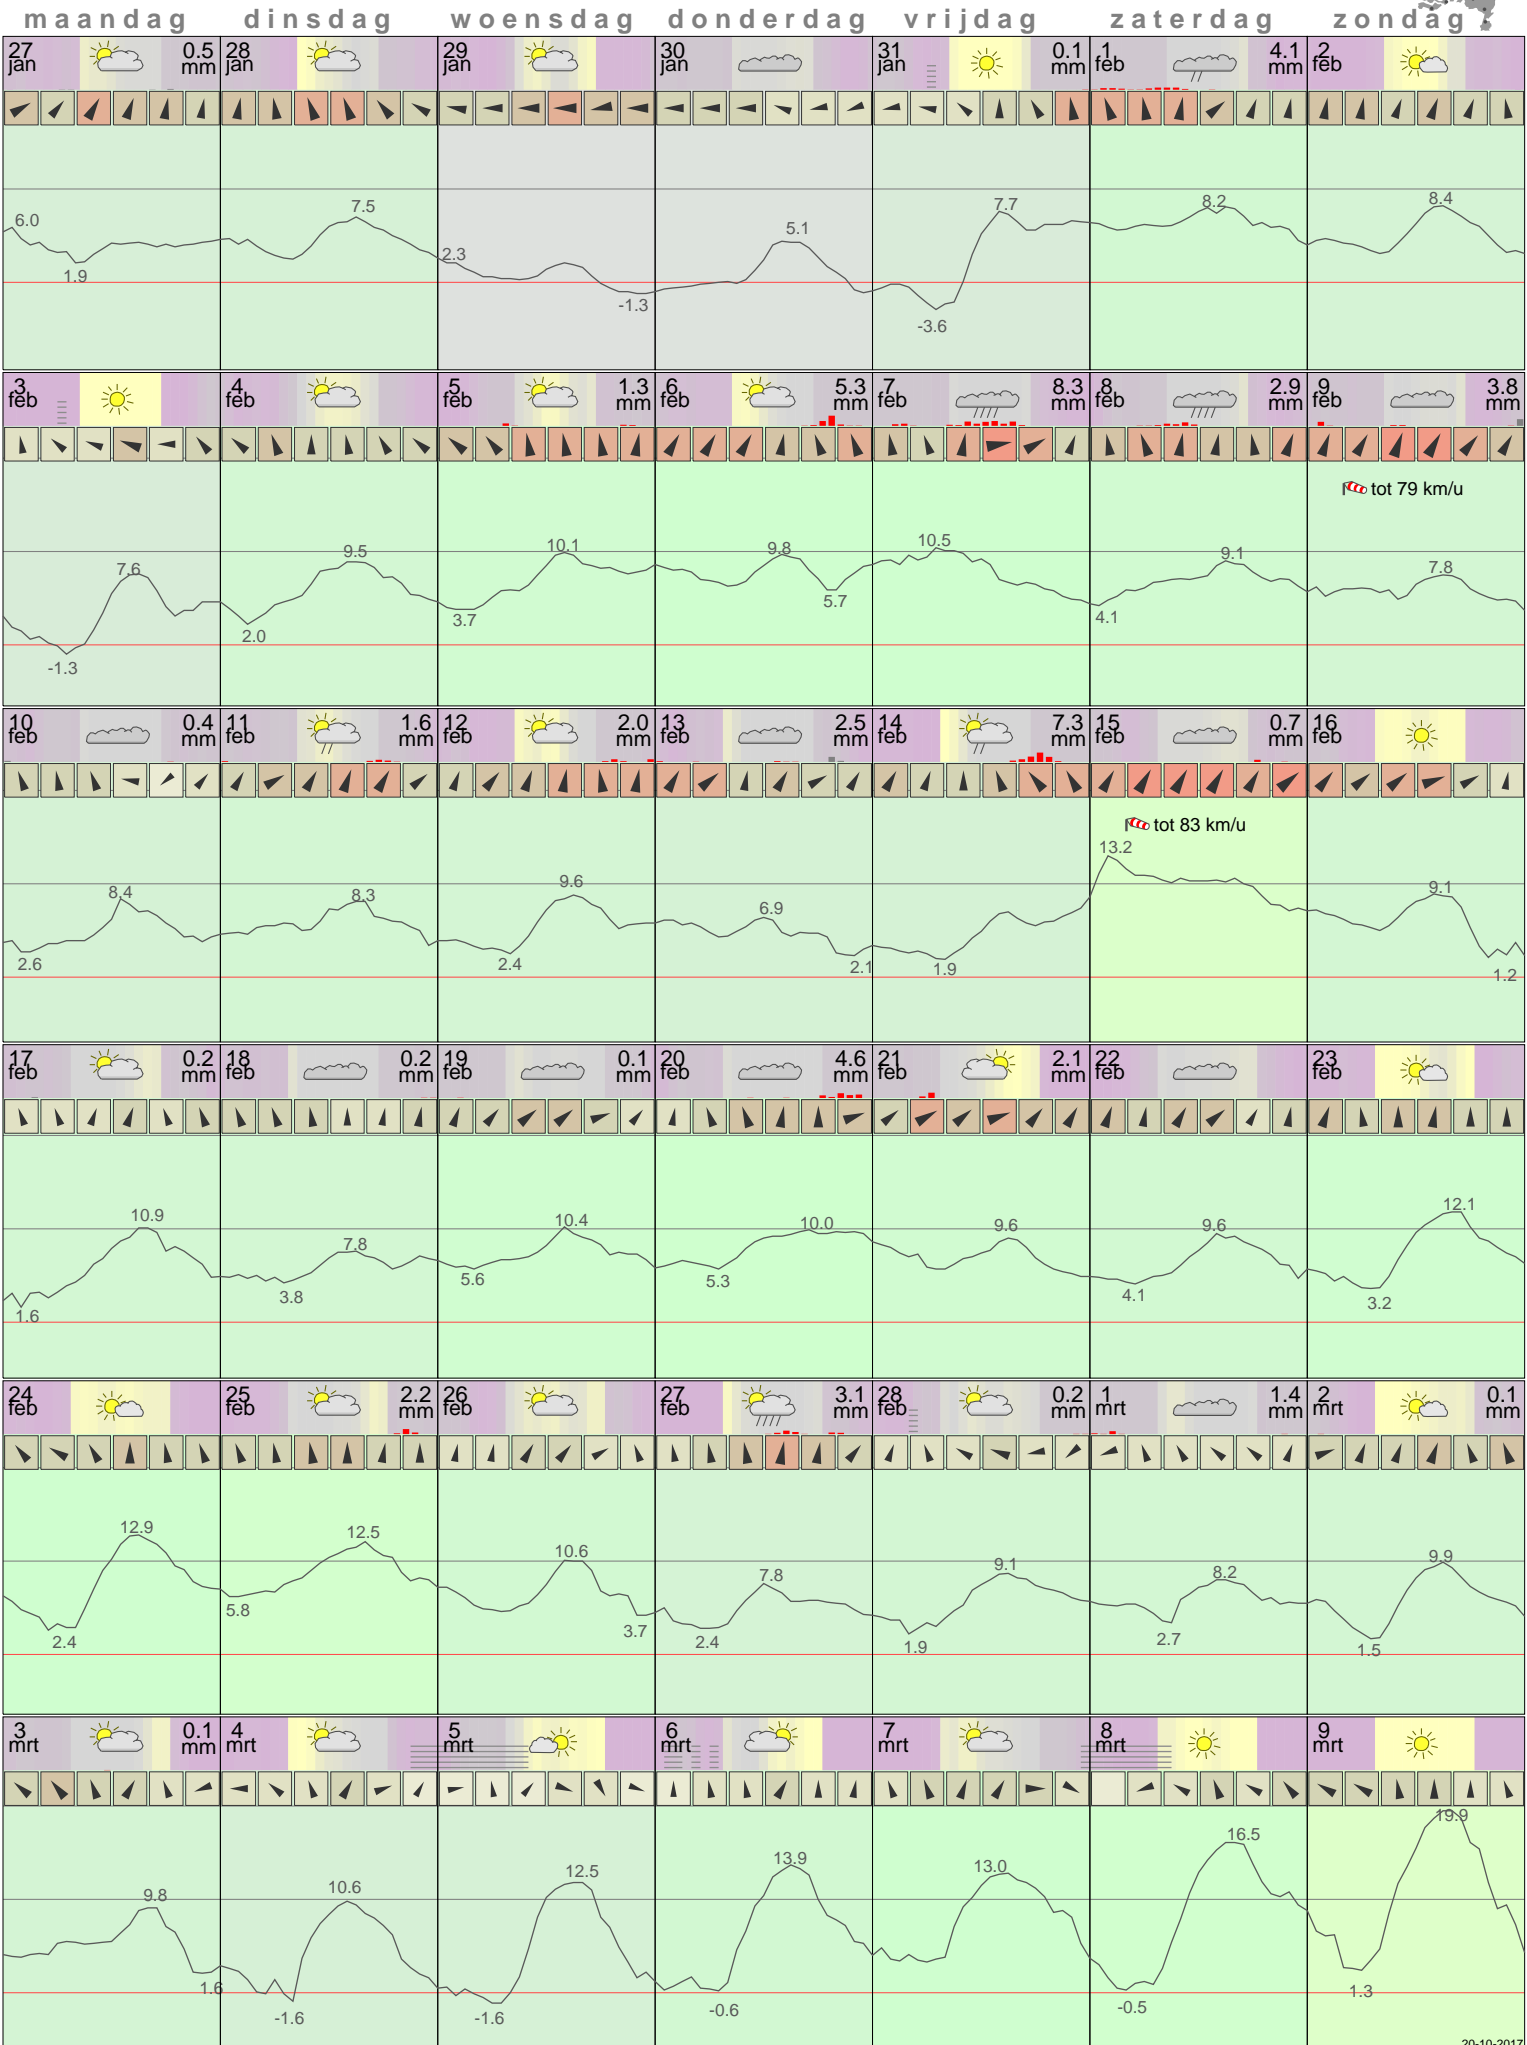 maandag dinsdag woensdag donderdag vrijdag zaterdag zondag
27 jan 0.5 mm 28 jan 29 jan 30 jan 31 jan 0.1 mm 1 feb 4.1 mm 2 feb
6.0 1.9 7.5 2.3 -1.3 5.1 -3.6 7.7 8.2 8.4
3 feb 4 feb 5 feb 1.3 mm 6 feb 5.3 mm 7 feb 8.3 mm 8 feb 2.9 mm 9 feb 3.8 mm
tot 79 km/u
-1.3 7.6 2.0 9.5 3.7 10.1 9.8 5.7 10.5 4.1 9.1 7.8
10 feb 0.4 mm 11 feb 1.6 mm 12 feb 2.0 mm 13 feb 2.5 mm 14 feb 7.3 mm 15 feb 0.7 mm 16 feb
tot 83 km/u
2.6 8.4 8.3 2.4 9.6 6.9 2.1 1.9 13.2 9.1 1.2
17 feb 0.2 mm 18 feb 0.2 mm 19 feb 0.1 mm 20 feb 4.6 mm 21 feb 2.1 mm 22 feb 23 feb
1.6 10.9 3.8 7.8 5.6 10.4 5.3 10.0 9.6 4.1 9.6 3.2 12.1
24 feb 25 feb 2.2 mm 26 feb 27 feb 3.1 mm 28 feb 0.2 mm 1 mrt 1.4 mm 2 mrt 0.1 mm
2.4 12.9 5.8 12.5 10.6 3.7 2.4 7.8 1.9 9.1 2.7 8.2 1.5 9.9
3 mrt 0.1 mm 4 mrt 5 mrt 6 mrt 7 mrt 8 mrt 9 mrt
9.8 1.6 -1.6 10.6 -1.6 12.5 -0.6 13.9 13.0 -0.5 16.5 1.3 19.9
20-10-2017